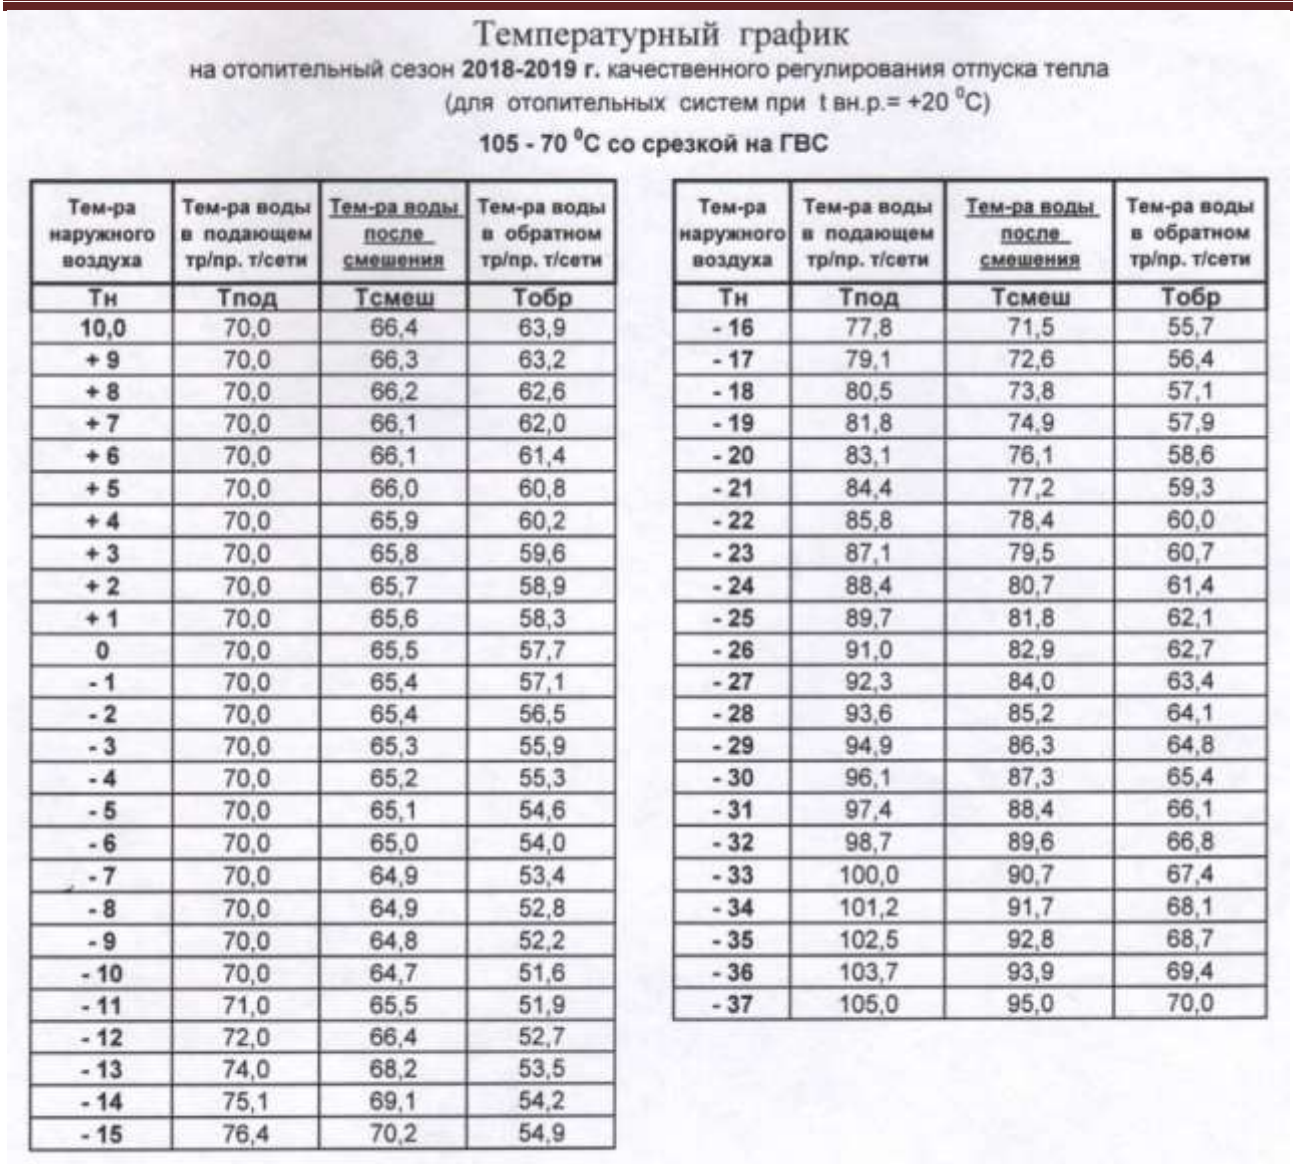 Температурный график
на отопительный сезон 2018-2019 г. качественного регулирования отпуска тепла
(для отопительных систем при t вн.р.= +20 ⁰С)
105 - 70 ⁰С со срезкой на ГВС
Тем-ра Тем-ра воды Тем-ра воды Тем-ра воды
наружного в подающем после в обратном
воздуха тр/пр. т/сети смешения тр/пр. т/сети
Тн Тпод Тсмеш Тобр
10,0 70,0 66,4 63,9
+ 9 70,0 66,3 63,2
+ 8 70,0 66,2 62,6
+ 7 70,0 66,1 62,0
+ 6 70,0 66,1 61,4
+ 5 70,0 66,0 60,8
+ 4 70,0 65,9 60,2
+ 3 70,0 65,8 59,6
+ 2 70,0 65,7 58,9
+ 1 70,0 65,6 58,3
0 70,0 65,5 57,7
- 1 70,0 65,4 57,1
- 2 70,0 65,4 56,5
- 3 70,0 65,3 55,9
- 4 70,0 65,2 55,3
- 5 70,0 65,1 54,6
- 6 70,0 65,0 54,0
- 7 70,0 64,9 53,4
- 8 70,0 64,9 52,8
- 9 70,0 64,8 52,2
- 10 70,0 64,7 51,6
- 11 71,0 65,5 51,9
- 12 72,0 66,4 52,7
- 13 74,0 68,2 53,5
- 14 75,1 69,1 54,2
- 15 76,4 70,2 54,9
Тем-ра Тем-ра воды Тем-ра воды Тем-ра воды
наружного в подающем после в обратном
воздуха тр/пр. т/сети смешения тр/пр. т/сети
Тн Тпод Тсмеш Тобр
- 16 77,8 71,5 55,7
- 17 79,1 72,6 56,4
- 18 80,5 73,8 57,1
- 19 81,8 74,9 57,9
- 20 83,1 76,1 58,6
- 21 84,4 77,2 59,3
- 22 85,8 78,4 60,0
- 23 87,1 79,5 60,7
- 24 88,4 80,7 61,4
- 25 89,7 81,8 62,1
- 26 91,0 82,9 62,7
- 27 92,3 84,0 63,4
- 28 93,6 85,2 64,1
- 29 94,9 86,3 64,8
- 30 96,1 87,3 65,4
- 31 97,4 88,4 66,1
- 32 98,7 89,6 66,8
- 33 100,0 90,7 67,4
- 34 101,2 91,7 68,1
- 35 102,5 92,8 68,7
- 36 103,7 93,9 69,4
- 37 105,0 95,0 70,0